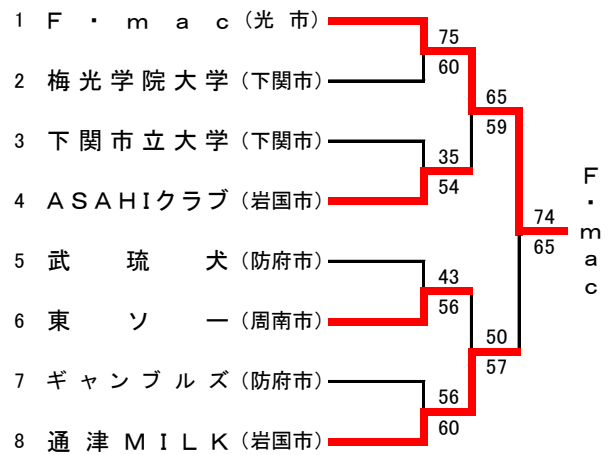 1 F・mac(光市)
75
60
2 梅光学院大学(下関市)
65
59
3 下関市立大学(下関市)
35
54
4 ASAHIクラブ(岩国市)
74
65
F・mac
5 武琉犬(防府市)
43
56
6 東ソー(周南市)
50
57
7 ギャンブルズ(防府市)
56
60
8 通津MILK(岩国市)